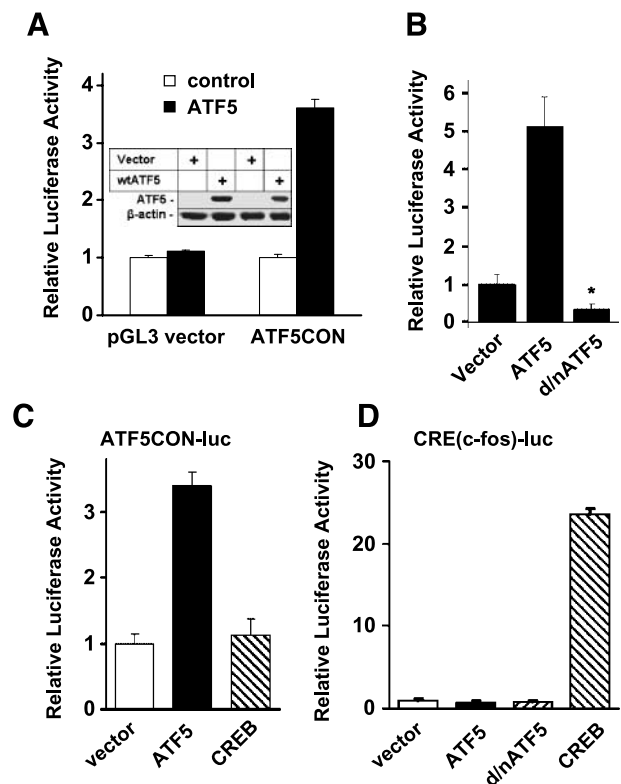 A
Relative Luciferase Activity
4
3
2
1
0
control
ATF5
Vector + +
wtATF5 + +
ATF5 -
β-actin -
pGL3 vector ATF5CON
B
Relative Luciferase Activity
6
5
4
3
2
1
0
*
Vector
ATF5
d/nATF5
C
ATF5CON-luc
Relative Luciferase Activity
3
2
1
0
vector
ATF5
CREB
D
CRE(c-fos)-luc
Relative Luciferase Activity
30
20
10
0
vector
ATF5
d/nATF5
CREB